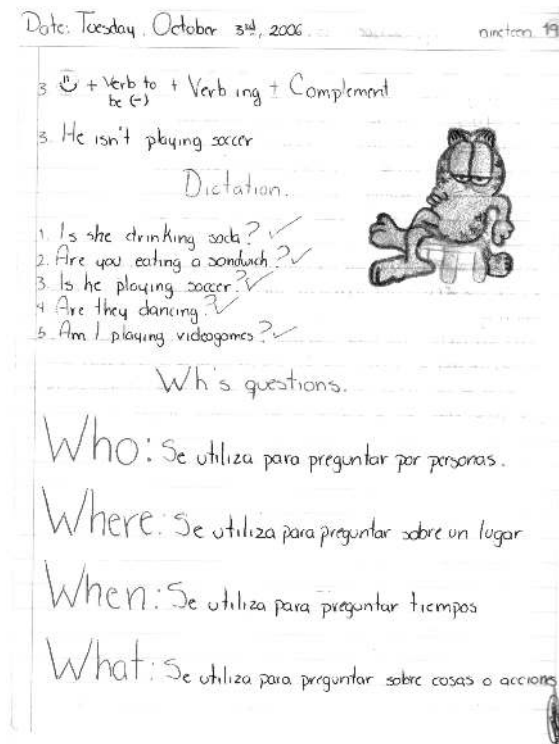 Date: Tuesday, October 3rd, 2006. nineteen 19
3 + Verb to be (-) + Verb ing + Complement
3. He isn't playing soccer
Dictation.
1. Is she drinking soda?
2. Are you eating a sandwich?
3. Is he playing soccer?
4 Are they dancing?
5. Am I playing videogames?
Wh's questions.
Who: Se utiliza para preguntar por personas.
Where: Se utiliza para preguntar sobre un lugar
When: Se utiliza para preguntar tiempos
What: Se utiliza para preguntar sobre cosas o acciones